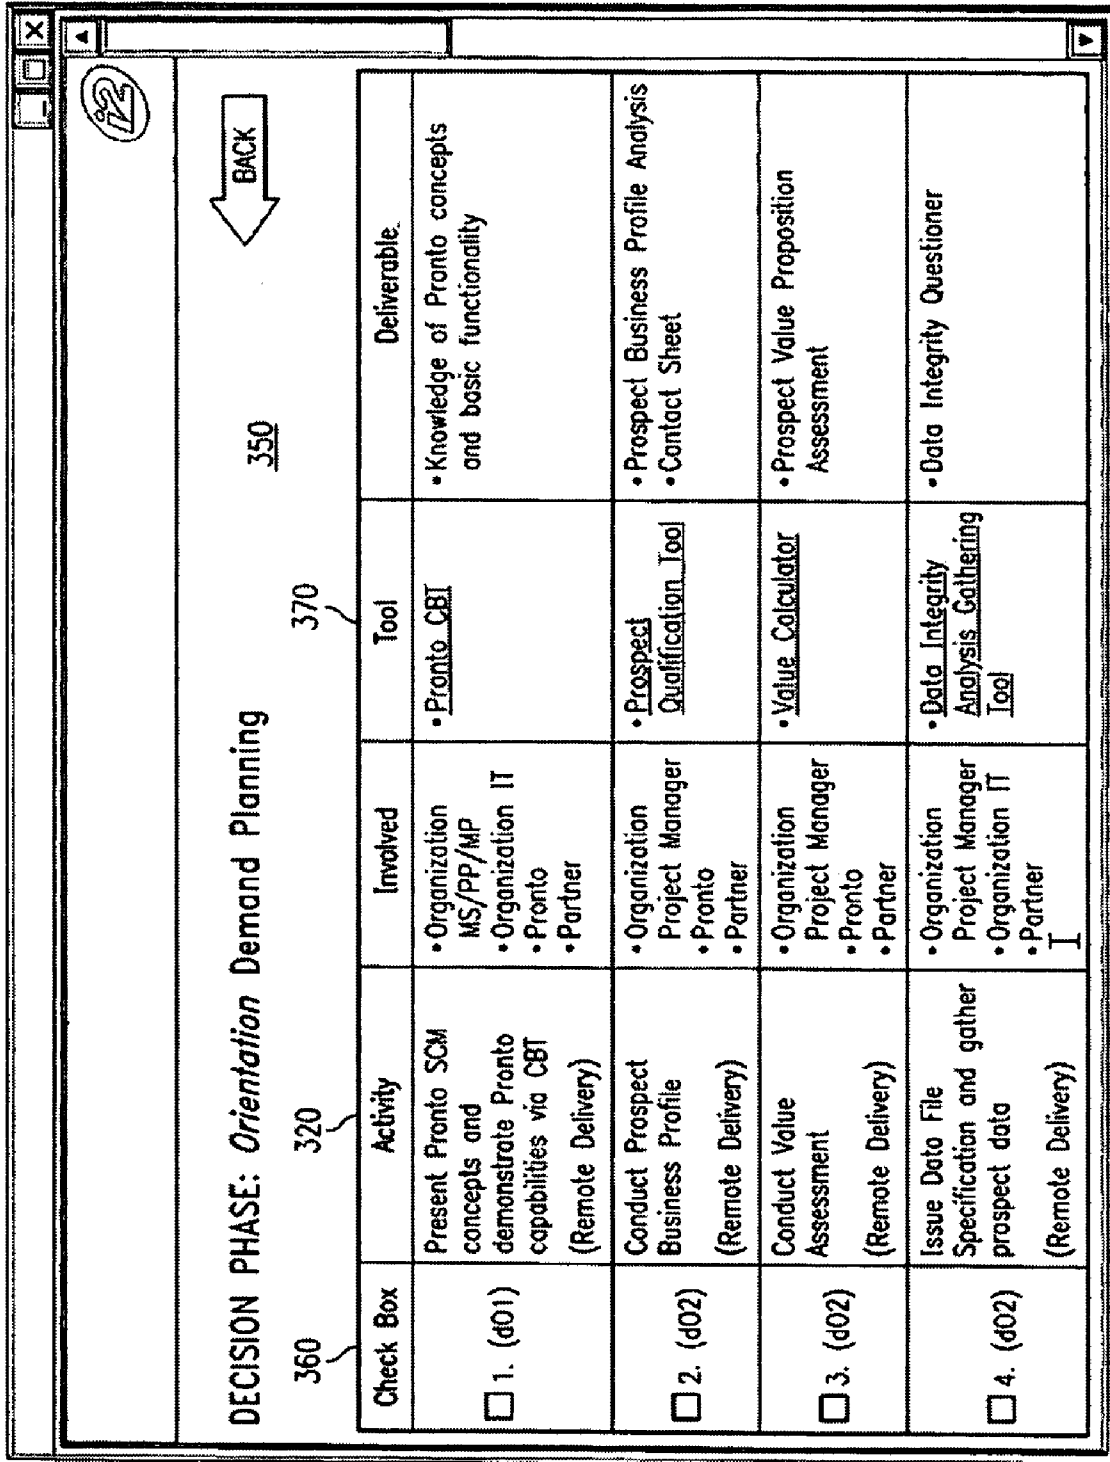 i2
DECISION PHASE: Orientation Demand Planning
BACK
350
360
320
370
Check Box
Activity
Involved
Tool
Deliverable
1. (d01)
Present Pronto SCM
concepts and
demonstrate Pronto
capabilities via CBT
(Remote Delivery)
• Organization
MS/PP/MP
• Organization IT
• Pronto
• Partner
• Pronto CBT
• Knowledge of Pronto concepts
and basic functionality
2. (d02)
Conduct Prospect
Business Profile
(Remote Delivery)
• Organization
Project Manager
• Pronto
• Partner
• Prospect
Qualification Tool
• Prospect Business Profile Analysis
• Contact Sheet
3. (d02)
Conduct Value
Assessment
(Remote Delivery)
• Organization
Project Manager
• Pronto
• Partner
• Value Calculator
• Prospect Value Proposition
Assessment
4. (d02)
Issue Data File
Specification and gather
prospect data
(Remote Delivery)
• Organization
Project Manager
• Organization IT
• Partner
• Data Integrity
Analysis Gathering
Tool
• Data Integrity Questioner